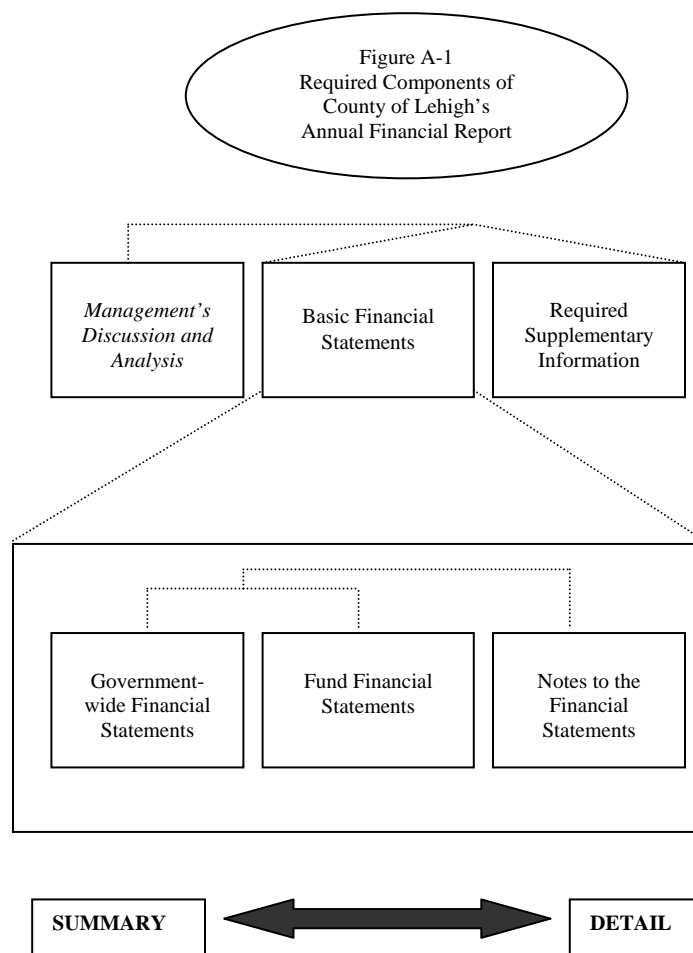 Figure A-1
Required Components of
County of Lehigh’s
Annual Financial Report
Management’s
Discussion and
Analysis
Basic Financial
Statements
Required
Supplementary
Information
Government-
wide Financial
Statements
Fund Financial
Statements
Notes to the
Financial
Statements
SUMMARY
DETAIL